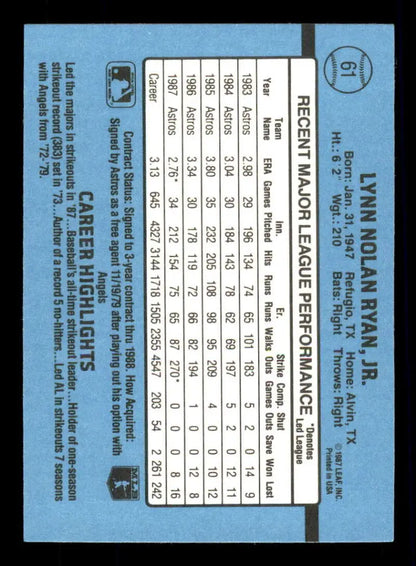 61
LYNN NOLAN RYAN, JR.
Born: Jan. 31, 1947 Refugio, TX Home: Alvin, TX
Ht.: 6' 2" Wgt.: 210 Bats: Right Throws: Right
©1987 LEAF, INC.
Printed in USA
RECENT MAJOR LEAGUE PERFORMANCE *Denotes
Led League
Team Inn. Er. Strike Comp. Shut
Year Name ERA Games Pitched Hits Runs Runs Walks Outs Games Outs Save Won Lost
1983 Astros 2.98 29 196 134 74 65 101 183 5 2 0 14 9
1984 Astros 3.04 30 184 143 78 62 69 197 5 2 0 12 11
1985 Astros 3.80 35 232 205 108 98 95 209 4 0 0 10 12
1986 Astros 3.34 30 178 119 72 66 82 194 1 0 0 12 8
1987 Astros 2.76* 34 212 154 75 65 87 270* 0 0 0 8 16
Career 3.13 645 4327 3144 1718 1505 2355 4547 203 54 2 261 242
Contract Status: Signed to 3-year contract thru 1988. How Acquired:
Signed by Astros as a free agent 11/19/79 after playing out his option with
Angels
MLB
CAREER HIGHLIGHTS
Led the majors in strikeouts in '87...Baseball's all-time strikeout leader...Holder of one-season
strikeout record (383) set in '73...Author of a record 5 no-hitters...Led AL in strikeouts 7 seasons
with Angels from '72-'79.